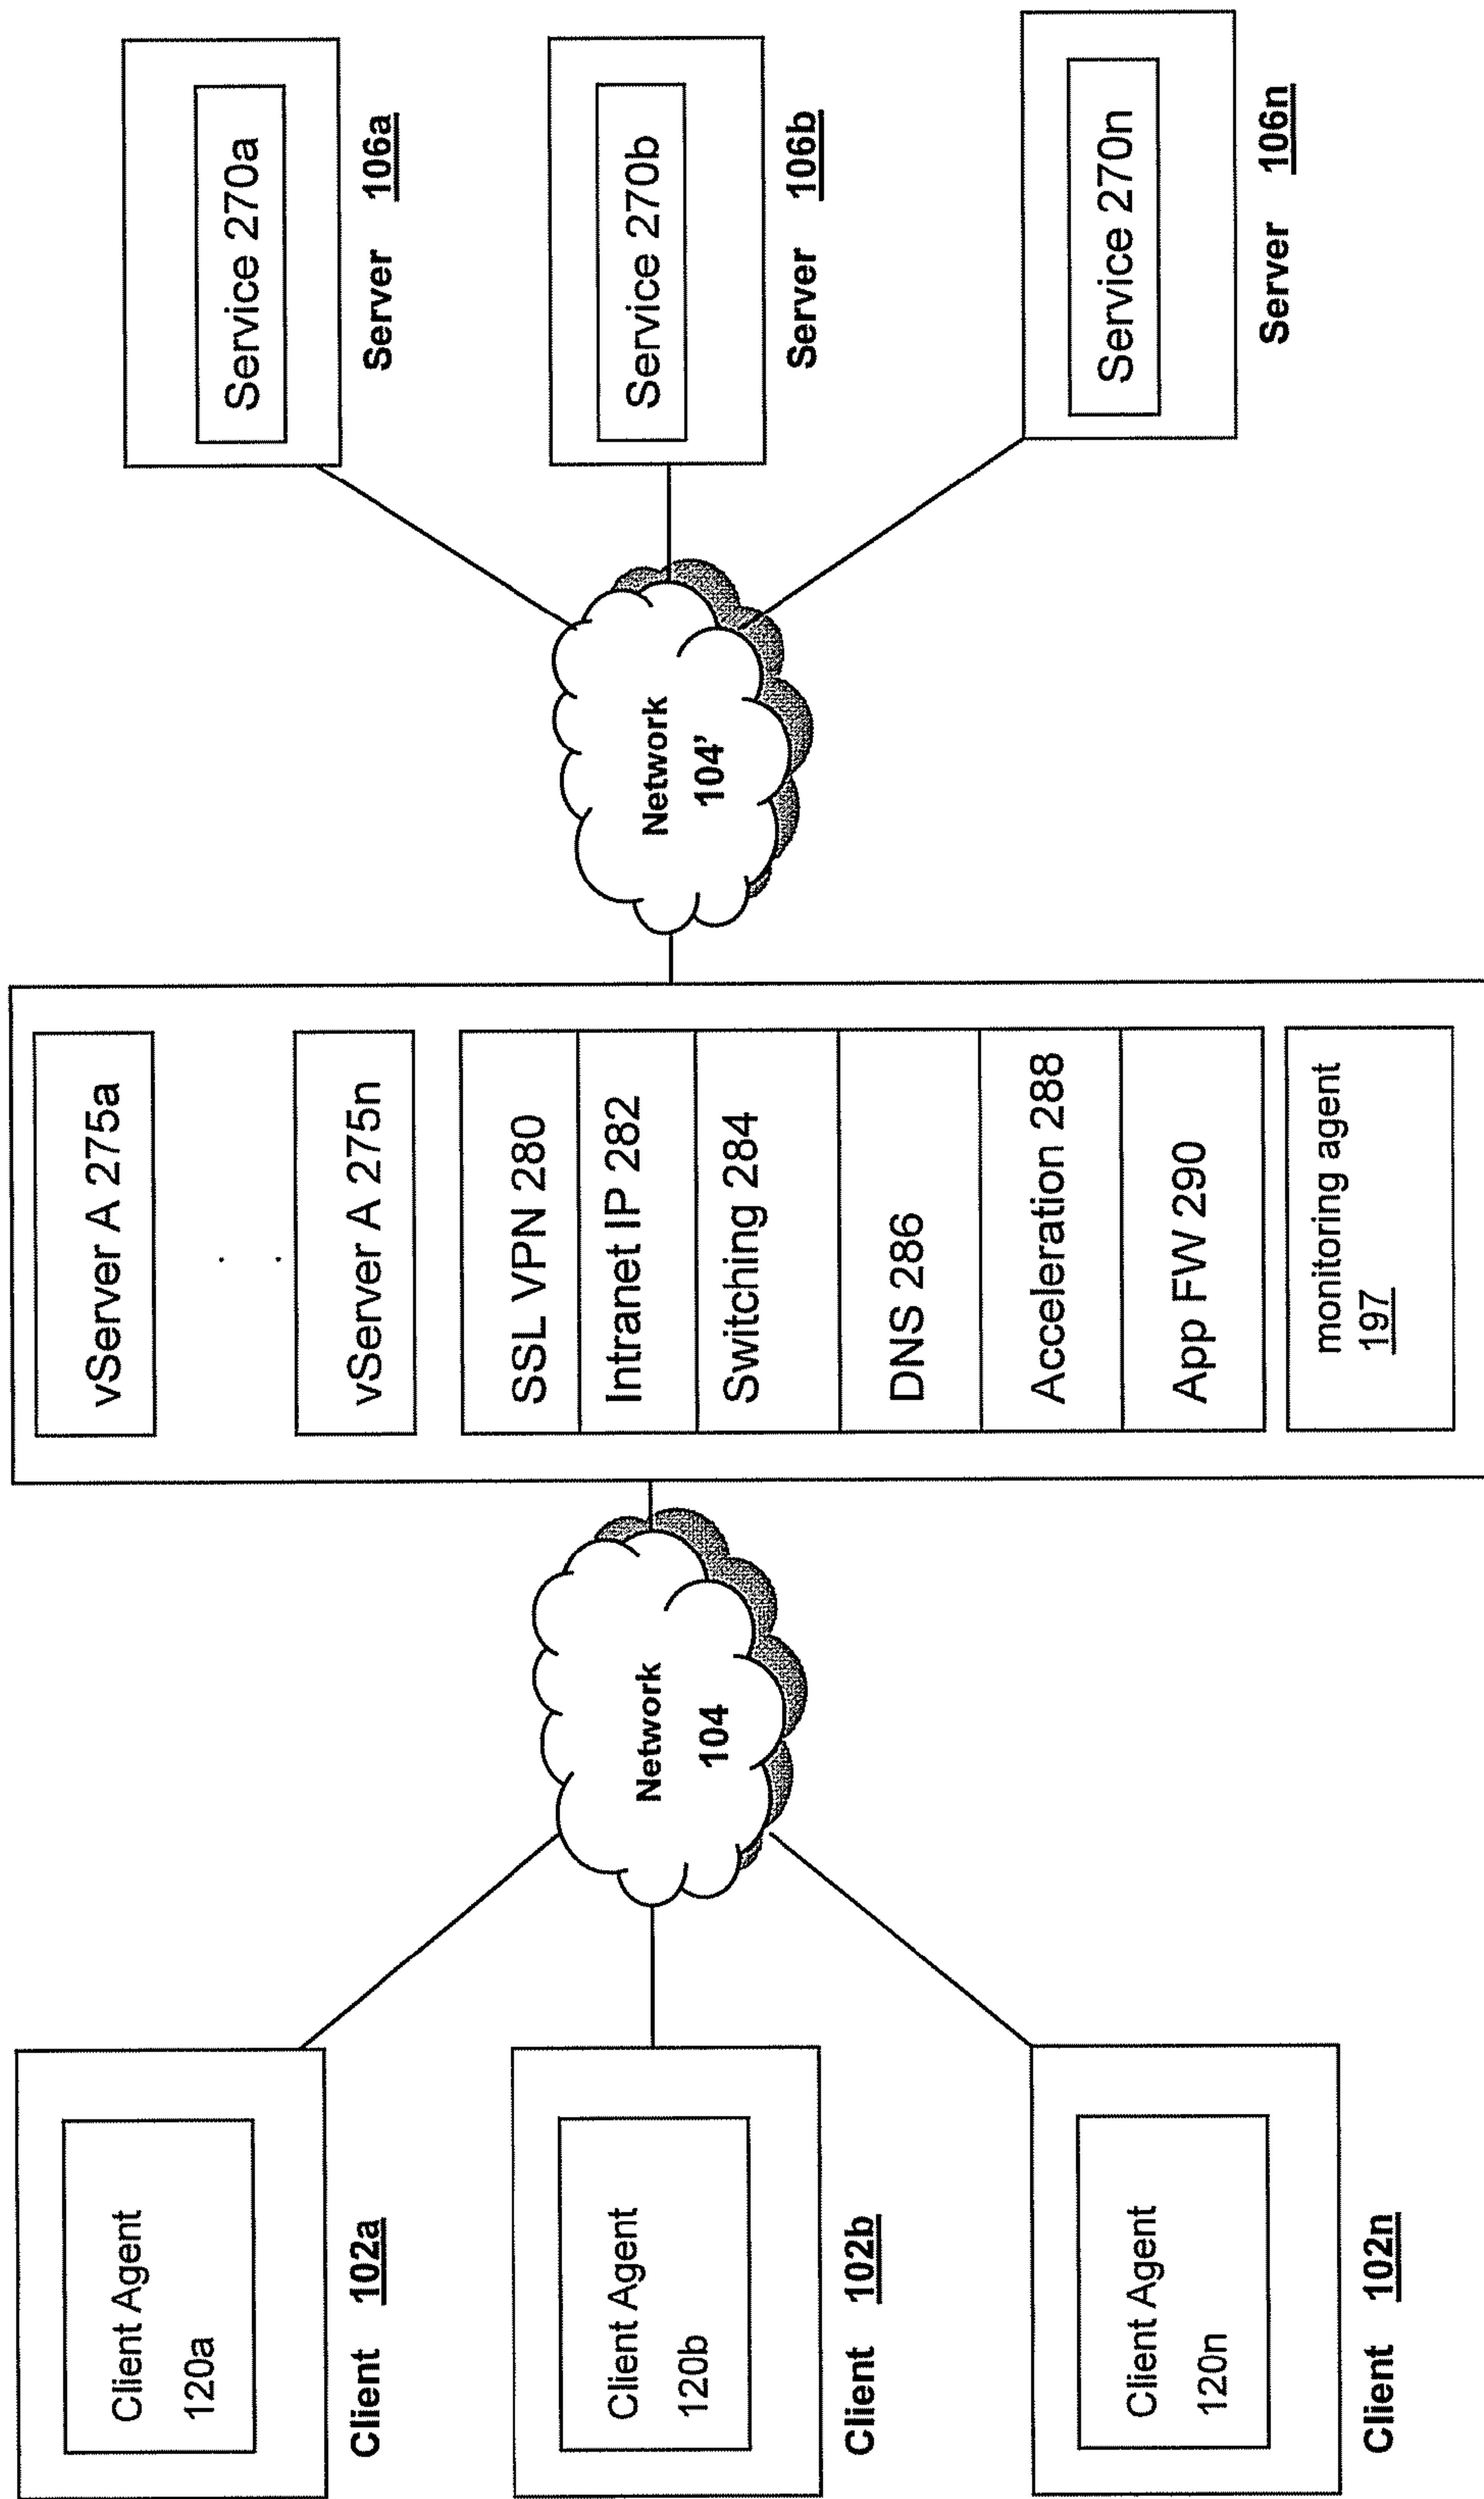 Client Agent
120a
Client 102a
Client Agent
120b
Client 102b
Client Agent
120n
Client 102n
Network
104
vServer A 275a
vServer A 275n
SSL VPN 280
Intranet IP 282
Switching 284
DNS 286
Acceleration 288
App FW 290
monitoring agent
197
Network
104'
Service 270a
Server 106a
Service 270b
Server 106b
Service 270n
Server 106n